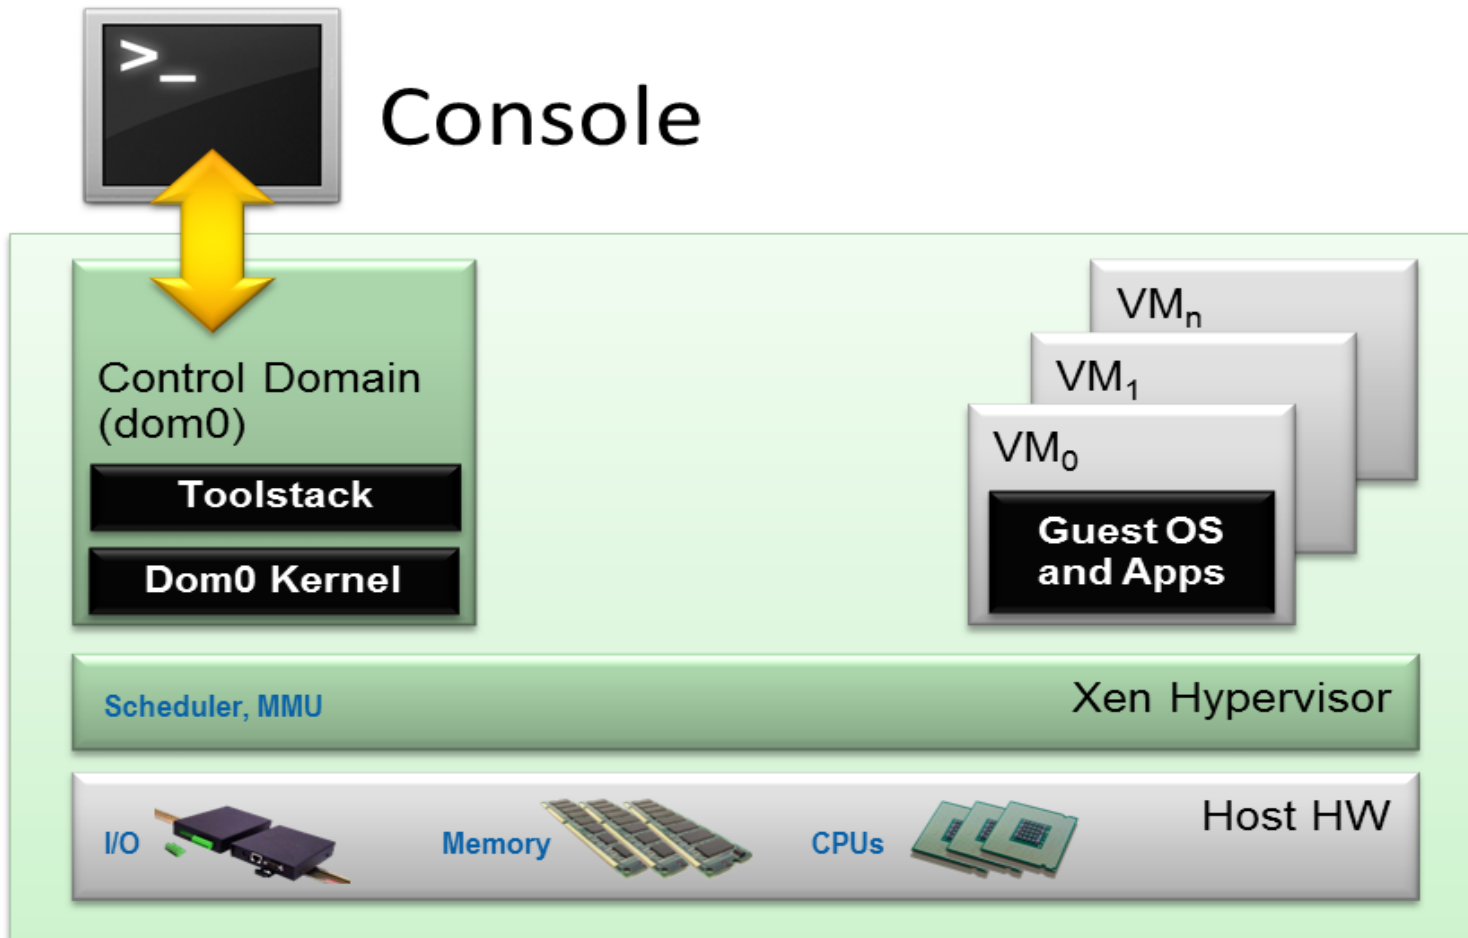 >_
Console
Control Domain
(dom0)
Toolstack
Dom0 Kernel
VMn
VM1
VM0
Guest OS
and Apps
Scheduler, MMU
Xen Hypervisor
I/O
Memory
CPUs
Host HW